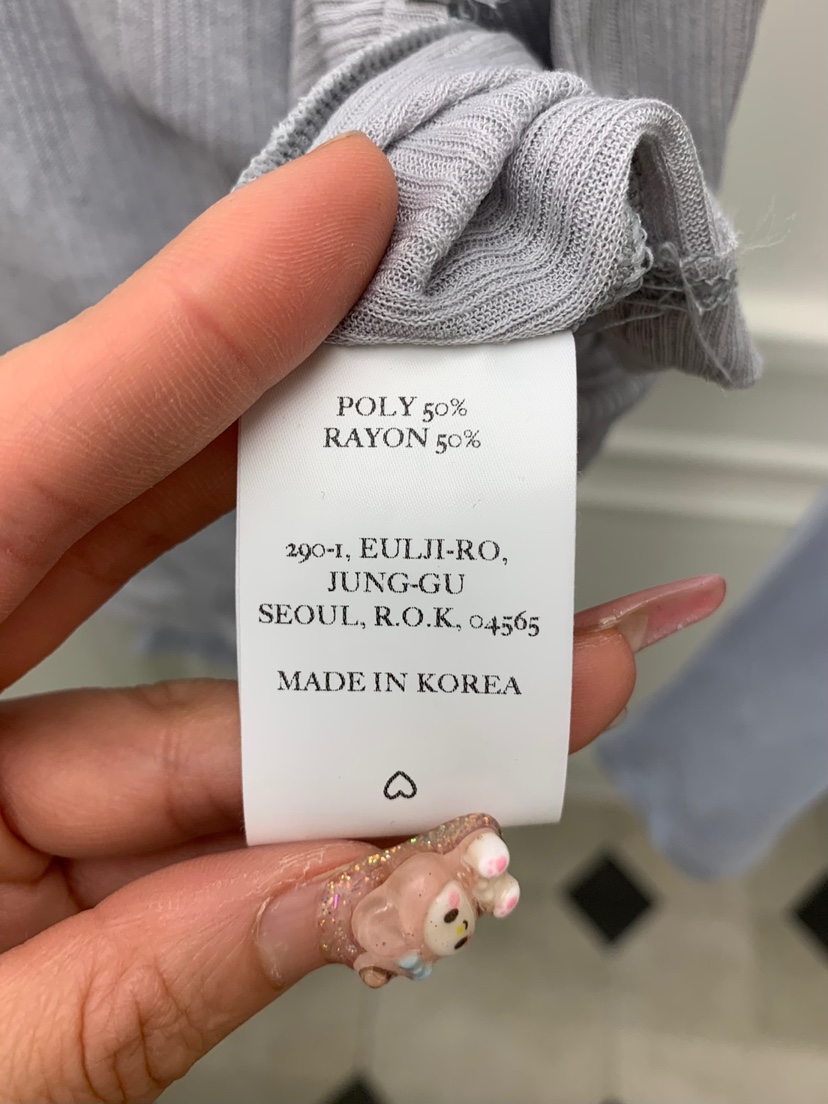 POLY 50%
RAYON 50%
290-1, EULJI-RO,
JUNG-GU
SEOUL, R.O.K, 04565
MADE IN KOREA